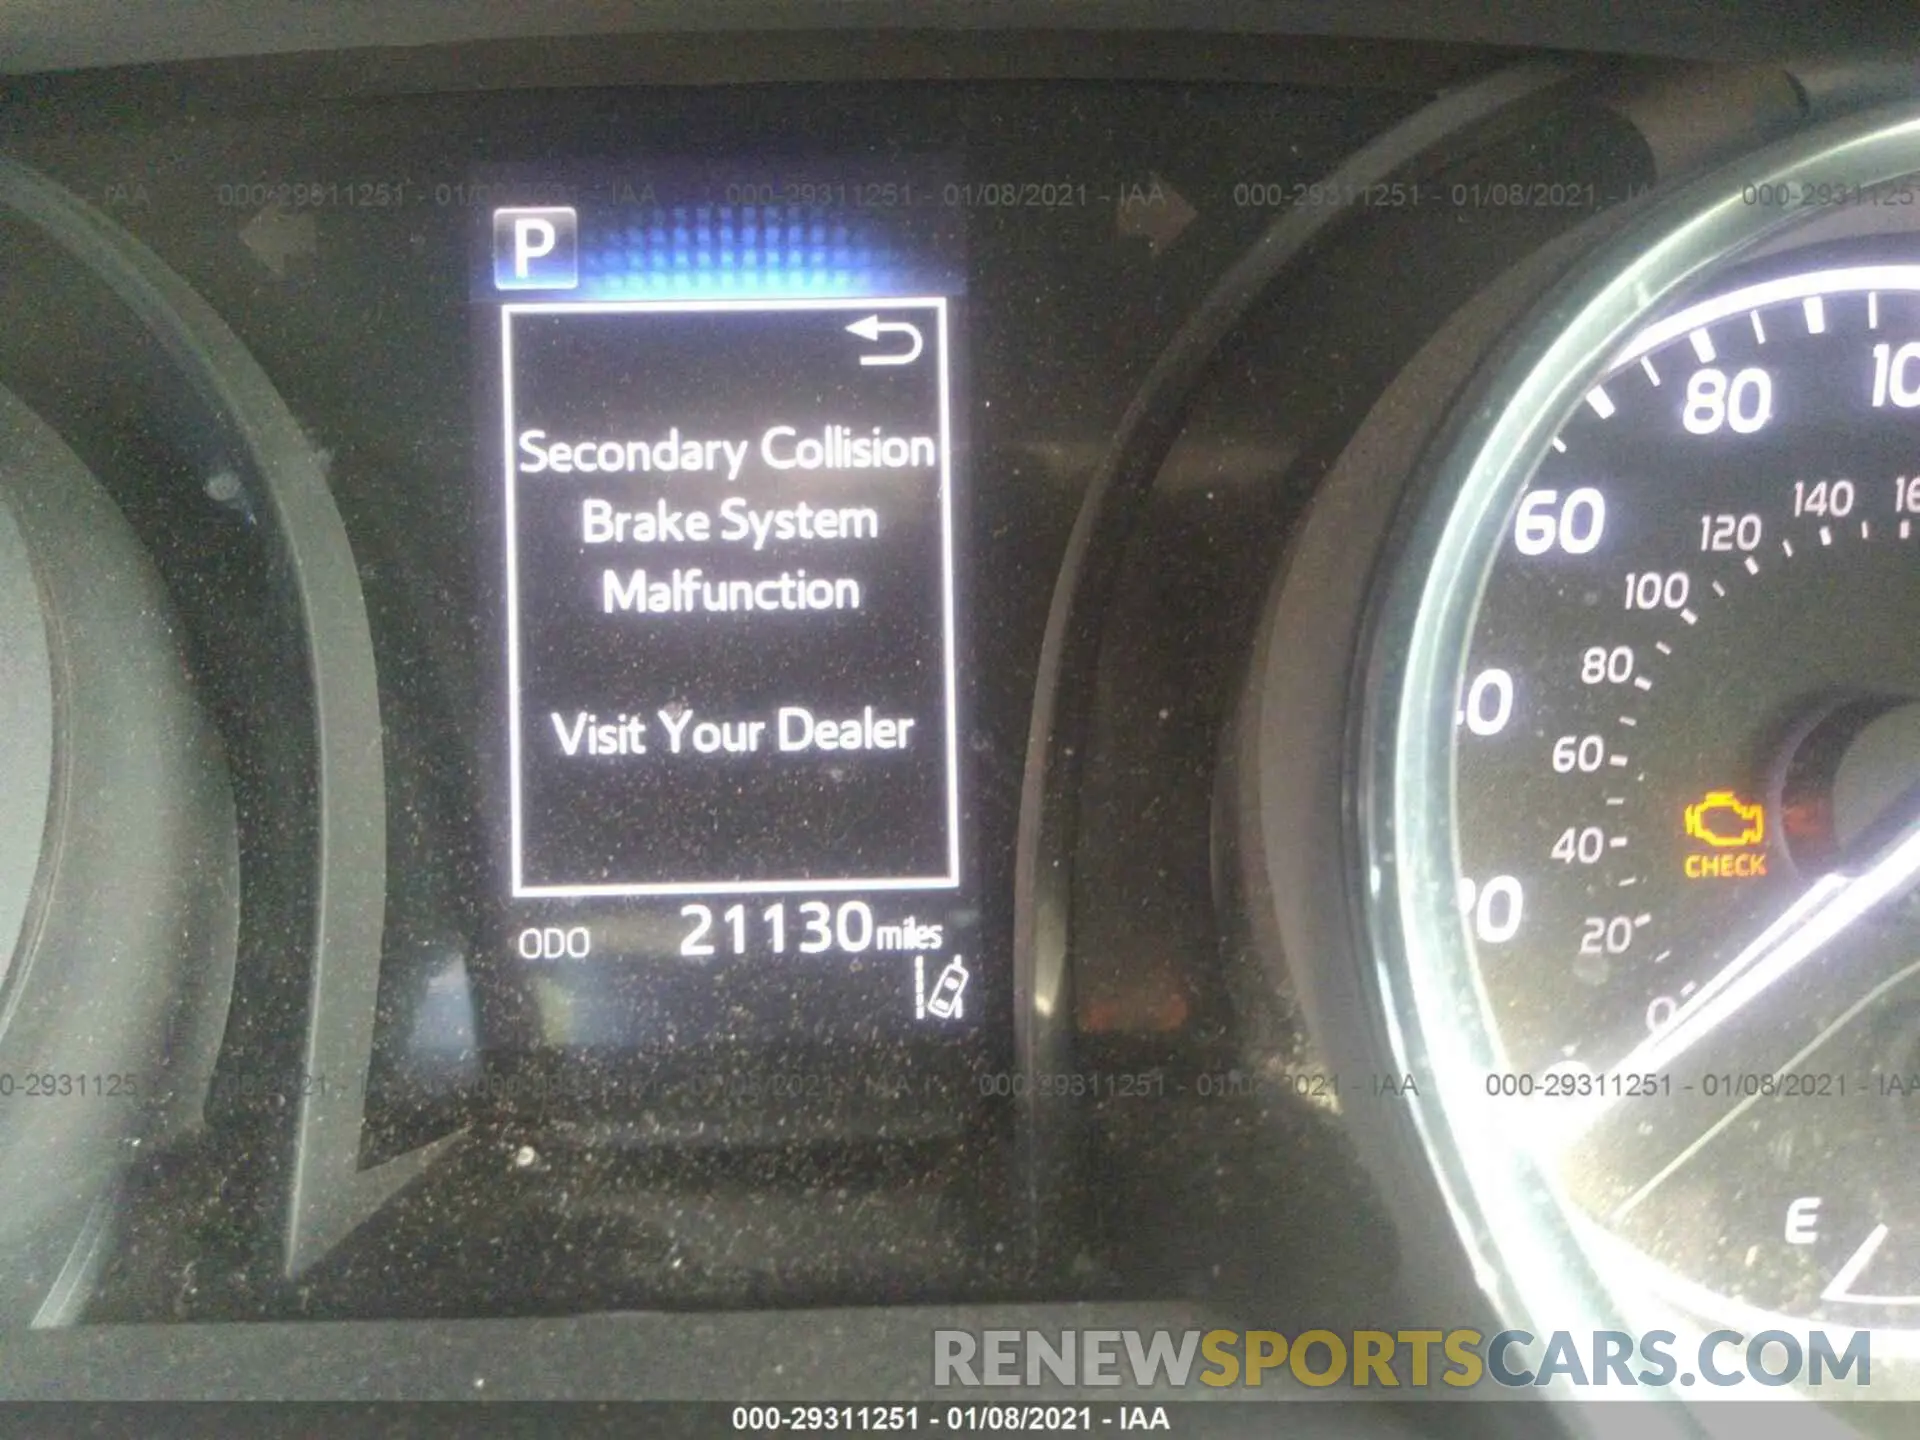 000-29311251 - 01/08/2021 - IAA
P
Secondary Collision
Brake System
Malfunction
Visit Your Dealer
ODO 21130 miles
80
60
140
120
100
80
60
40
20
0
CHECK
E
000-29311251 - 01/08/2021 - IAA
RENEWSPORTSCARS.COM
000-29311251 - 01/08/2021 - IAA